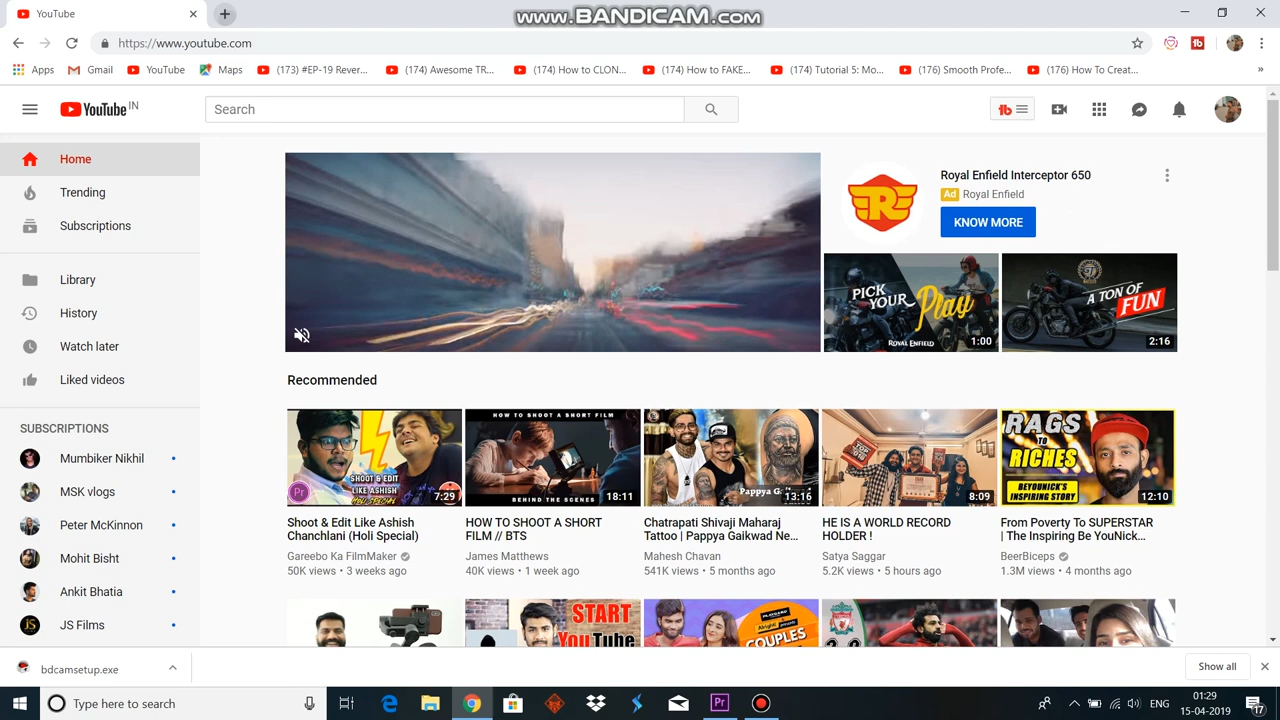 www.BANDICAM.com
YouTube
https://www.youtube.com
Apps
Gmail
YouTube
Maps
(173) #EP-19 Rever...
(174) Awesome TR...
(174) How to CLON...
(174) How to FAKE...
(174) Tutorial 5: Mo...
(176) Smooth Profe...
(176) How To Creat...
»
YouTube IN
Search
tb
Home
Trending
Subscriptions
Library
History
Watch later
Liked videos
SUBSCRIPTIONS
Mumbiker Nikhil
MSK vlogs
Peter McKinnon
Mohit Bisht
Ankit Bhatia
JS Films
Royal Enfield Interceptor 650
Ad Royal Enfield
KNOW MORE
PICK
YOUR Play
ROYAL ENFIELD
1:00
A TON OF
FUN
2:16
Recommended
SHOOT &
EDIT LIKE
ASHISH
Pr
7:29
Shoot & Edit Like Ashish
Chanchlani (Holi Special)
Gareebo Ka FilmMaker
50K views • 3 weeks ago
HOW TO SHOOT A SHORT FILM
BEHIND THE SCENES
18:11
HOW TO SHOOT A SHORT
FILM // BTS
James Matthews
40K views • 1 week ago
13:16
Chatrapati Shivaji Maharaj
Tattoo | Pappya Gaikwad Ne...
Mahesh Chavan
541K views • 5 months ago
8:09
HE IS A WORLD RECORD
HOLDER !
Satya Saggar
5.2K views • 5 hours ago
RAGS
TO
RICHES
BEYOUNICK'S
INSPIRING STORY
12:10
From Poverty To SUPERSTAR
| The Inspiring Be YouNick...
BeerBiceps
1.3M views • 4 months ago
START
YouTube
COUPLES
bdcamsetup.exe
Show all
Type here to search
Pr
ENG
01:29
15-04-2019
17